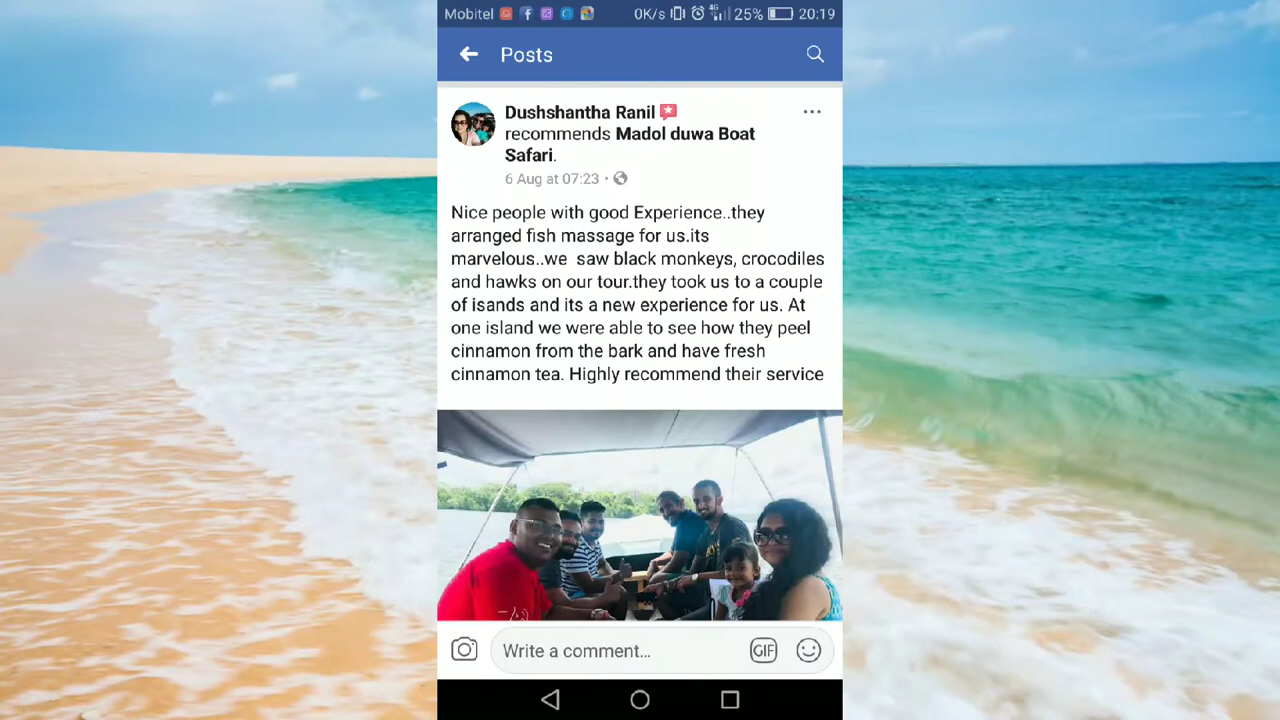 Mobitel 0K/s 4G 25% 20:19
Posts
Dushshantha Ranil
recommends Madol duwa Boat
Safari.
6 Aug at 07:23 •
Nice people with good Experience..they
arranged fish massage for us.its
marvelous..we  saw black monkeys, crocodiles
and hawks on our tour.they took us to a couple
of isands and its a new experience for us. At
one island we were able to see how they peel
cinnamon from the bark and have fresh
cinnamon tea. Highly recommend their service
Write a comment...
GIF